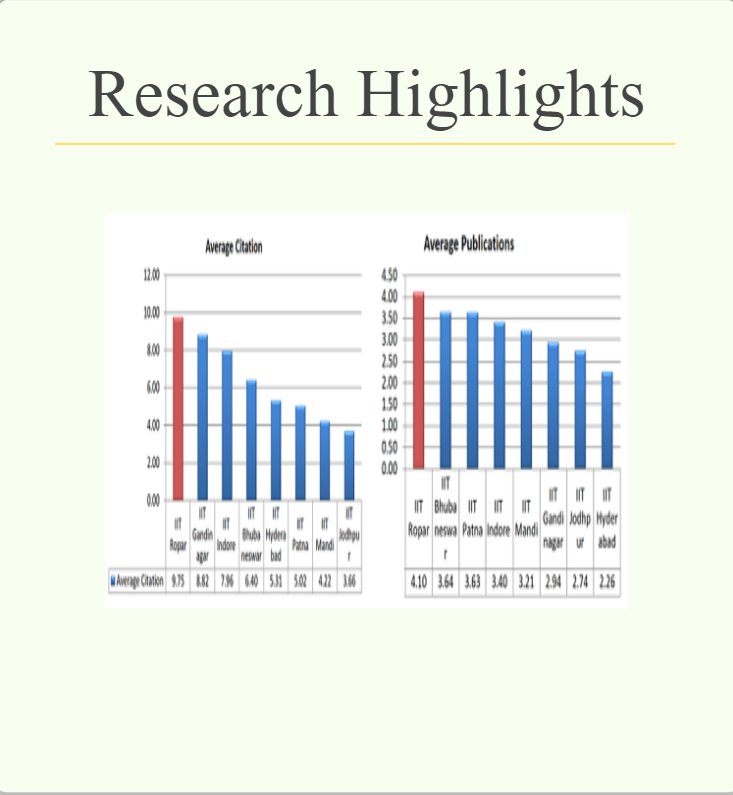 Research Highlights
Average Citation
12.00
10.00
8.00
6.00
4.00
2.00
0.00
IIT Ropar
IIT Gandin agar
IIT Indore
IIT Bhuba neswar
IIT Hydera bad
IIT Patna
IIT Mandi
IIT Jodhpu r
Average Citation 9.75 8.82 7.96 6.40 5.31 5.02 4.22 3.66
Average Publications
4.50
4.00
3.50
3.00
2.50
2.00
1.50
1.00
0.50
0.00
IIT Ropar
IIT Bhuba neswa r
IIT Patna
IIT Indore
IIT Mandi
IIT Gandi nagar
IIT Jodhp ur
IIT Hyder abad
4.10 3.64 3.63 3.40 3.21 2.94 2.74 2.26